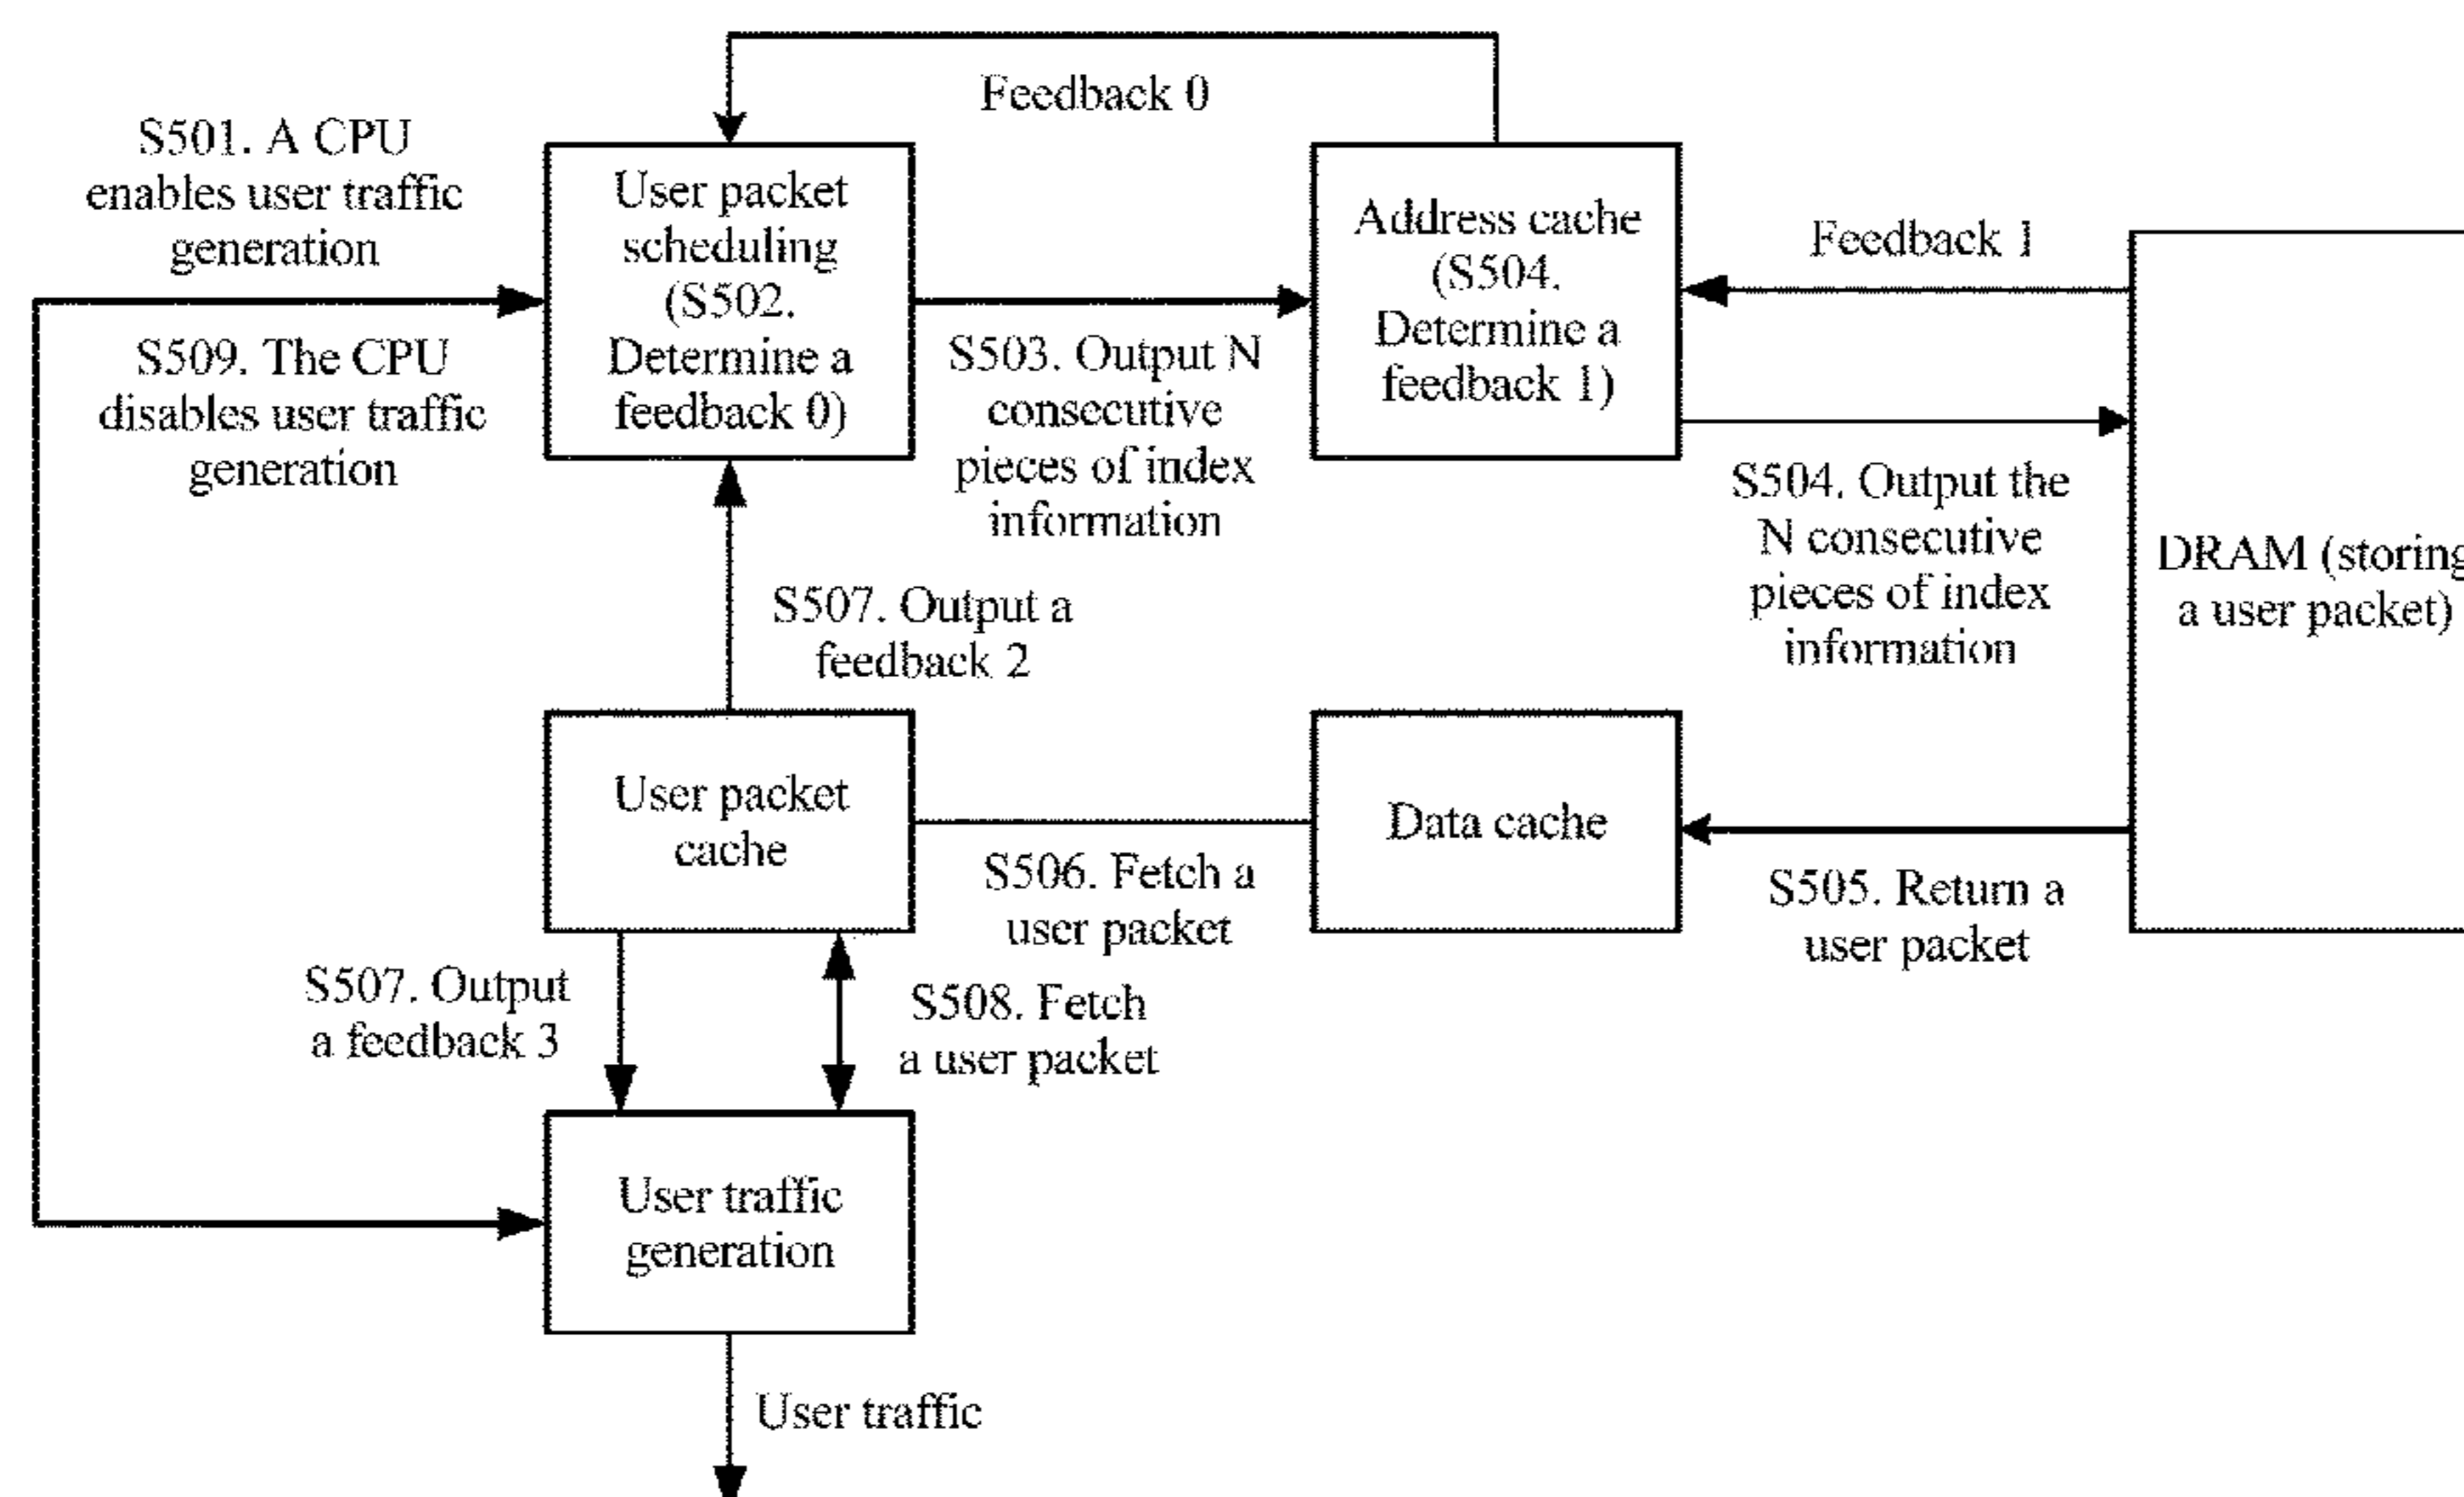 Feedback 0
S501. A CPU
enables user traffic
generation
S509. The CPU
disables user traffic
generation
User packet
scheduling
(S502.
Determine a
feedback 0)
S503. Output N
consecutive
pieces of index
information
Address cache
(S504.
Determine a
feedback 1)
Feedback 1
S504. Output the
N consecutive
pieces of index
information
DRAM (storing
a user packet)
S507. Output a
feedback 2
User packet
cache
S506. Fetch a
user packet
Data cache
S505. Return a
user packet
S507. Output
a feedback 3
S508. Fetch
a user packet
User traffic
generation
User traffic